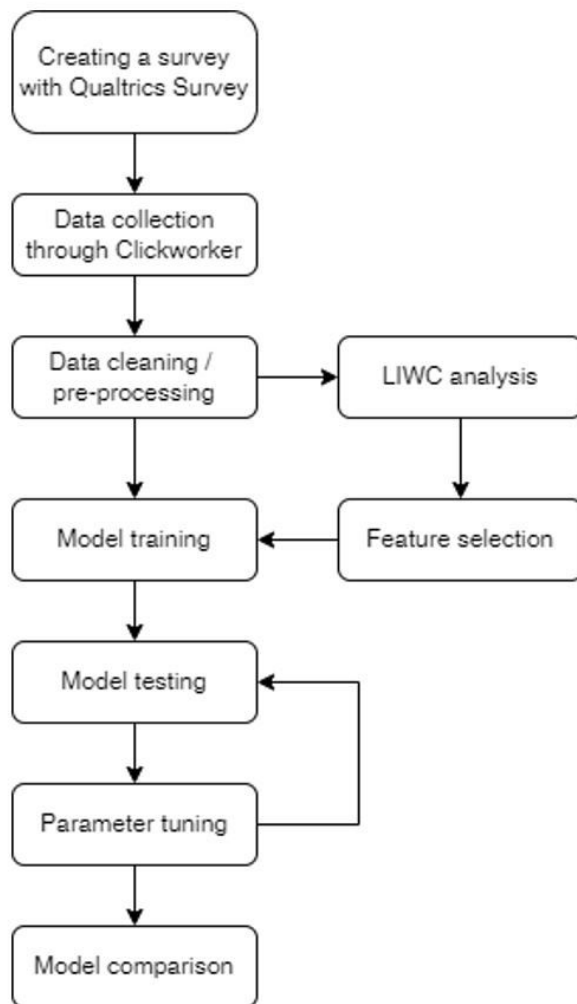 Creating a survey
with Qualtrics Survey
Data collection
through Clickworker
Data cleaning /
pre-processing
LIWC analysis
Model training
Feature selection
Model testing
Parameter tuning
Model comparison